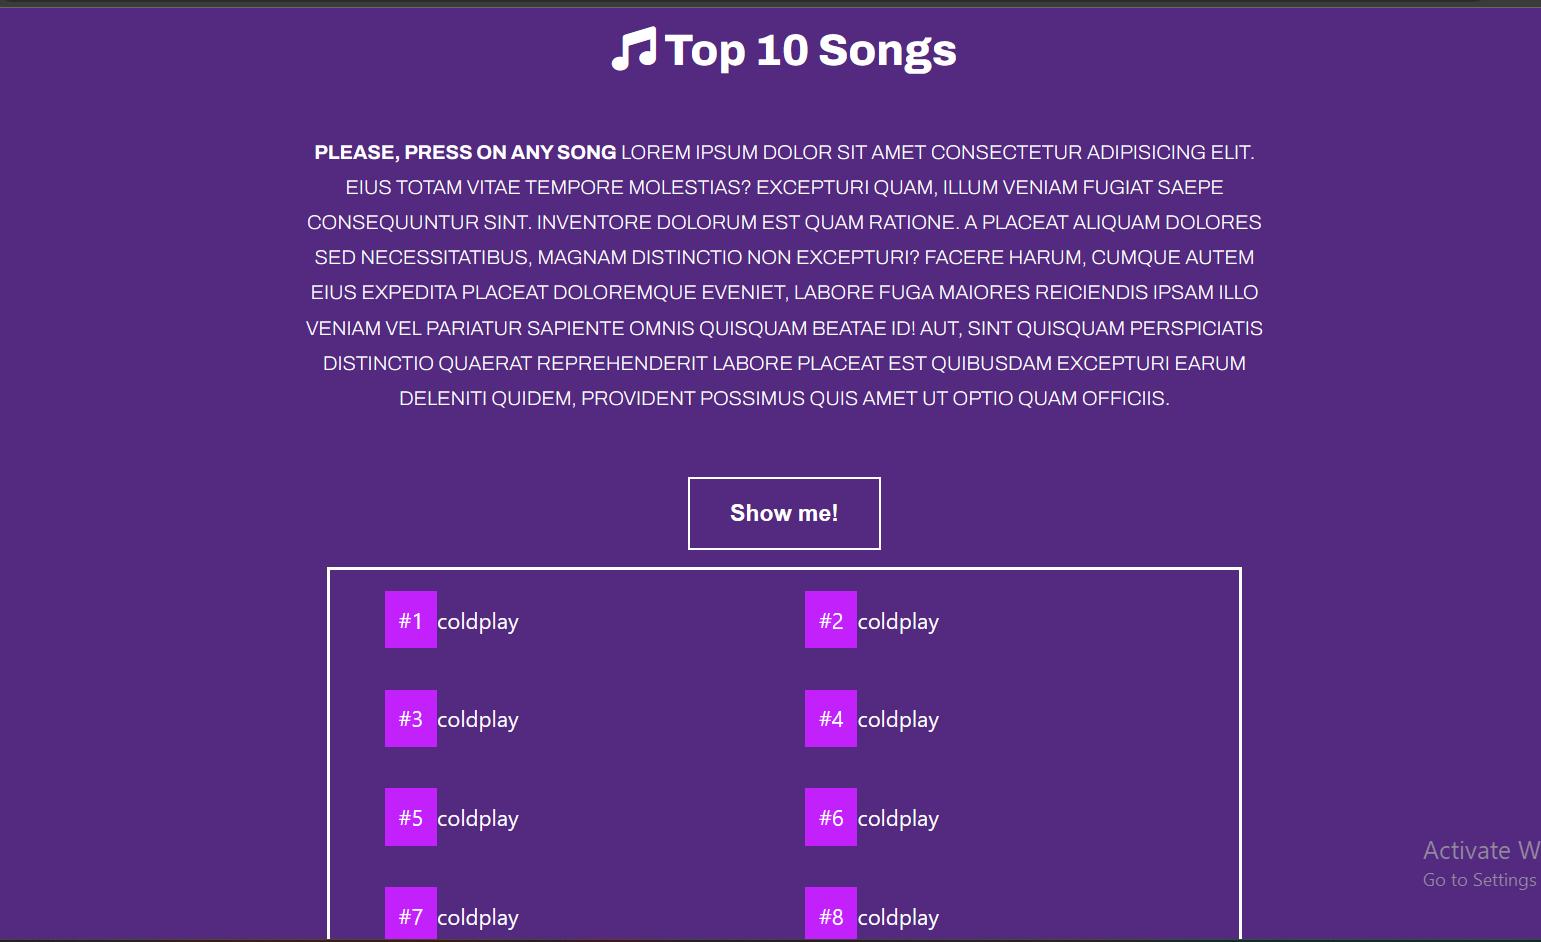 Top 10 Songs
PLEASE, PRESS ON ANY SONG LOREM IPSUM DOLOR SIT AMET CONSECTETUR ADIPISICING ELIT.
EIUS TOTAM VITAE TEMPORE MOLESTIAS? EXCEPTURI QUAM, ILLUM VENIAM FUGIAT SAEPE
CONSEQUUNTUR SINT. INVENTORE DOLORUM EST QUAM RATIONE. A PLACEAT ALIQUAM DOLORES
SED NECESSITATIBUS, MAGNAM DISTINCTIO NON EXCEPTURI? FACERE HARUM, CUMQUE AUTEM
EIUS EXPEDITA PLACEAT DOLOREMQUE EVENIET, LABORE FUGA MAIORES REICIENDIS IPSAM ILLO
VENIAM VEL PARIATUR SAPIENTE OMNIS QUISQUAM BEATAE ID! AUT, SINT QUISQUAM PERSPICIATIS
DISTINCTIO QUAERAT REPREHENDERIT LABORE PLACEAT EST QUIBUSDAM EXCEPTURI EARUM
DELENITI QUIDEM, PROVIDENT POSSIMUS QUIS AMET UT OPTIO QUAM OFFICIIS.
Show me!
#1 coldplay
#2 coldplay
#3 coldplay
#4 coldplay
#5 coldplay
#6 coldplay
#7 coldplay
#8 coldplay
Activate W
Go to Settings